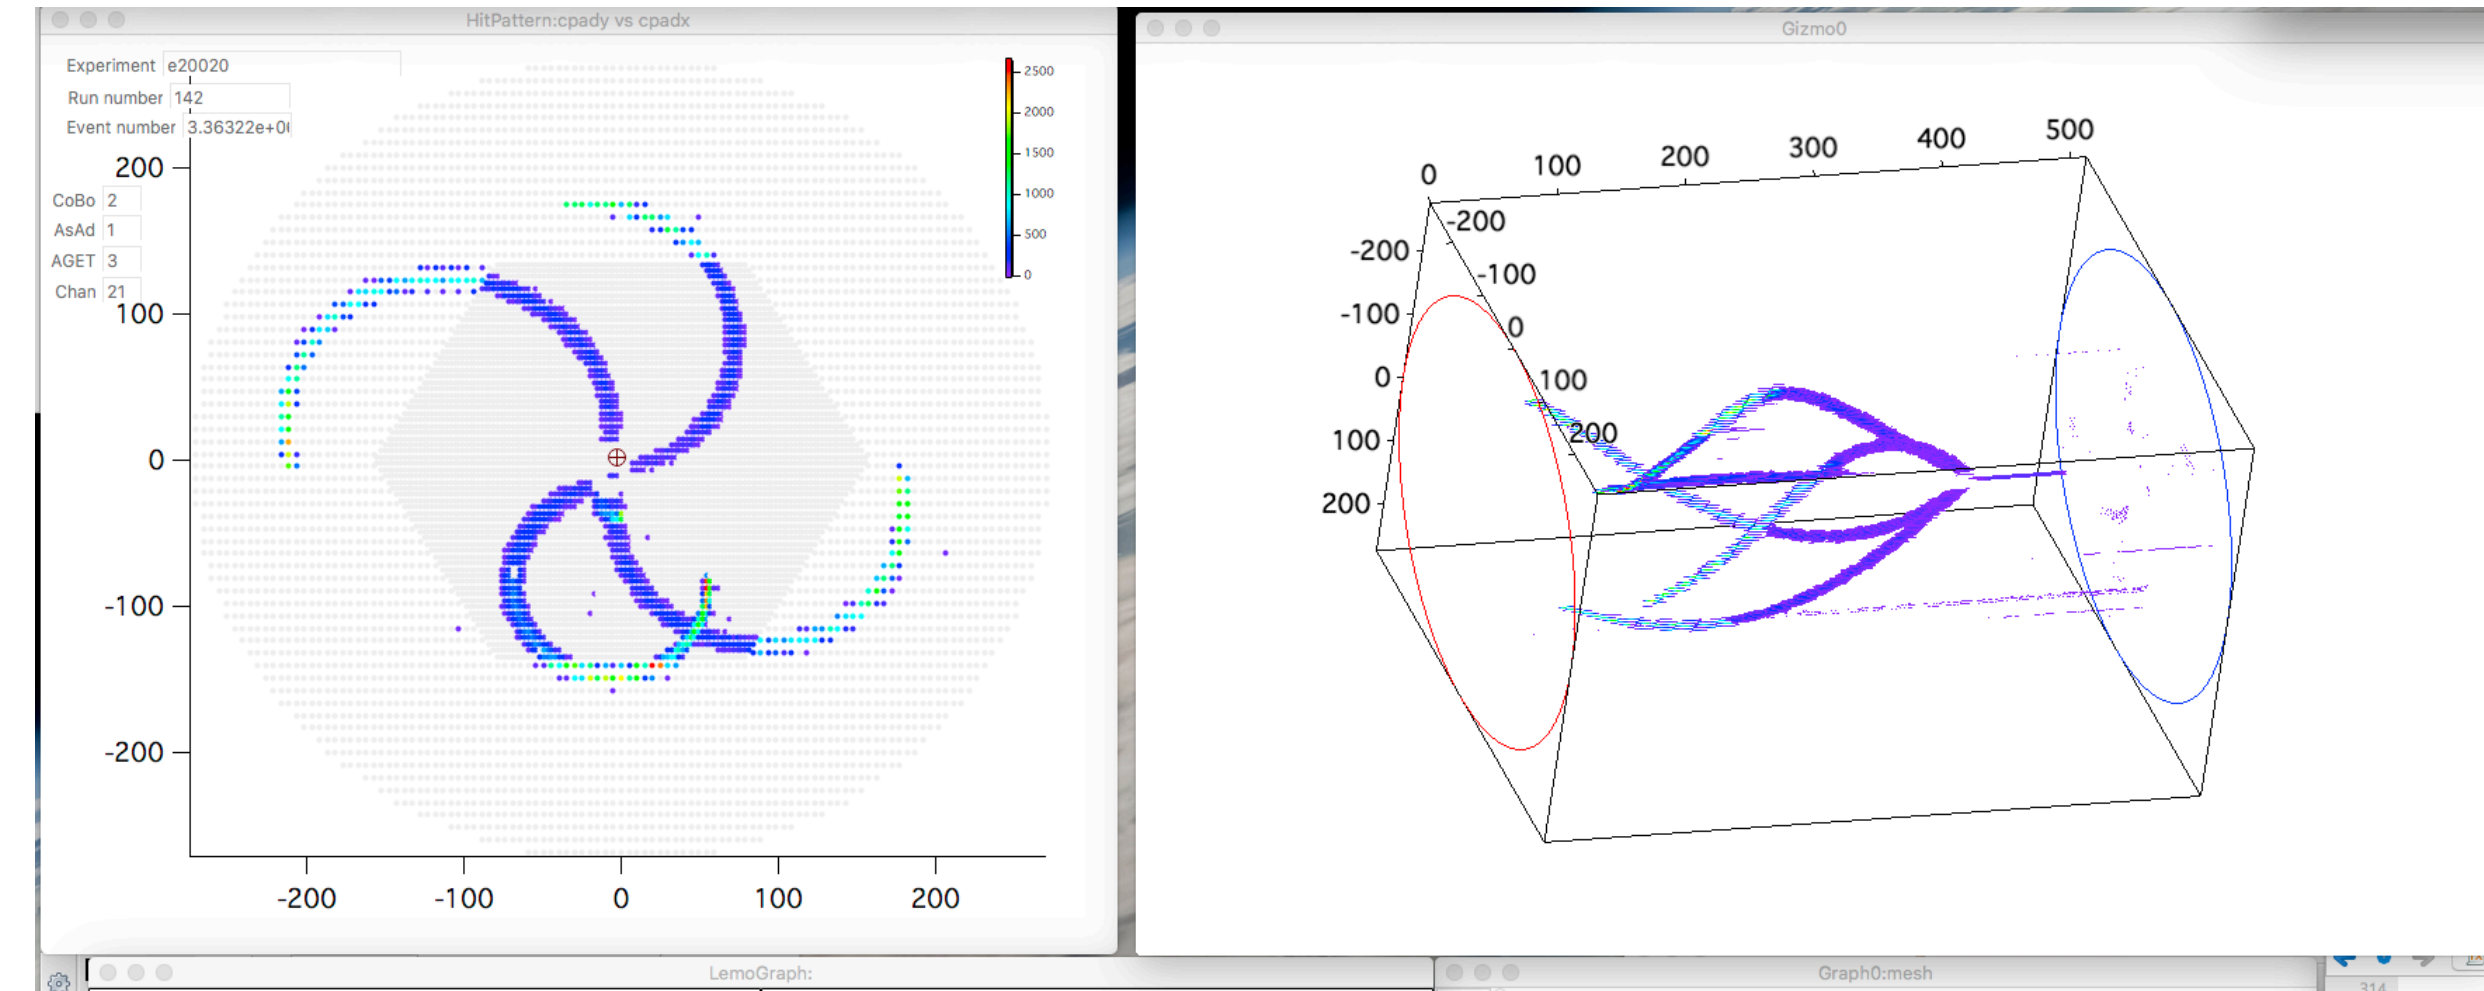 HitPattern:cpady vs cpadx
Experiment e20020
Run number 142
Event number 3.36322e+0
CoBo 2
AsAd 1
AGET 3
Chan 21
200
100
0
-100
-200
-200 -100 0 100 200
2500
2000
1500
1000
500
0
Gizmo0
0 100 200 300 400 500
-200
-100
0
100
200
-200
-100
0
100
200
LemoGraph:
Graph0:mesh
314